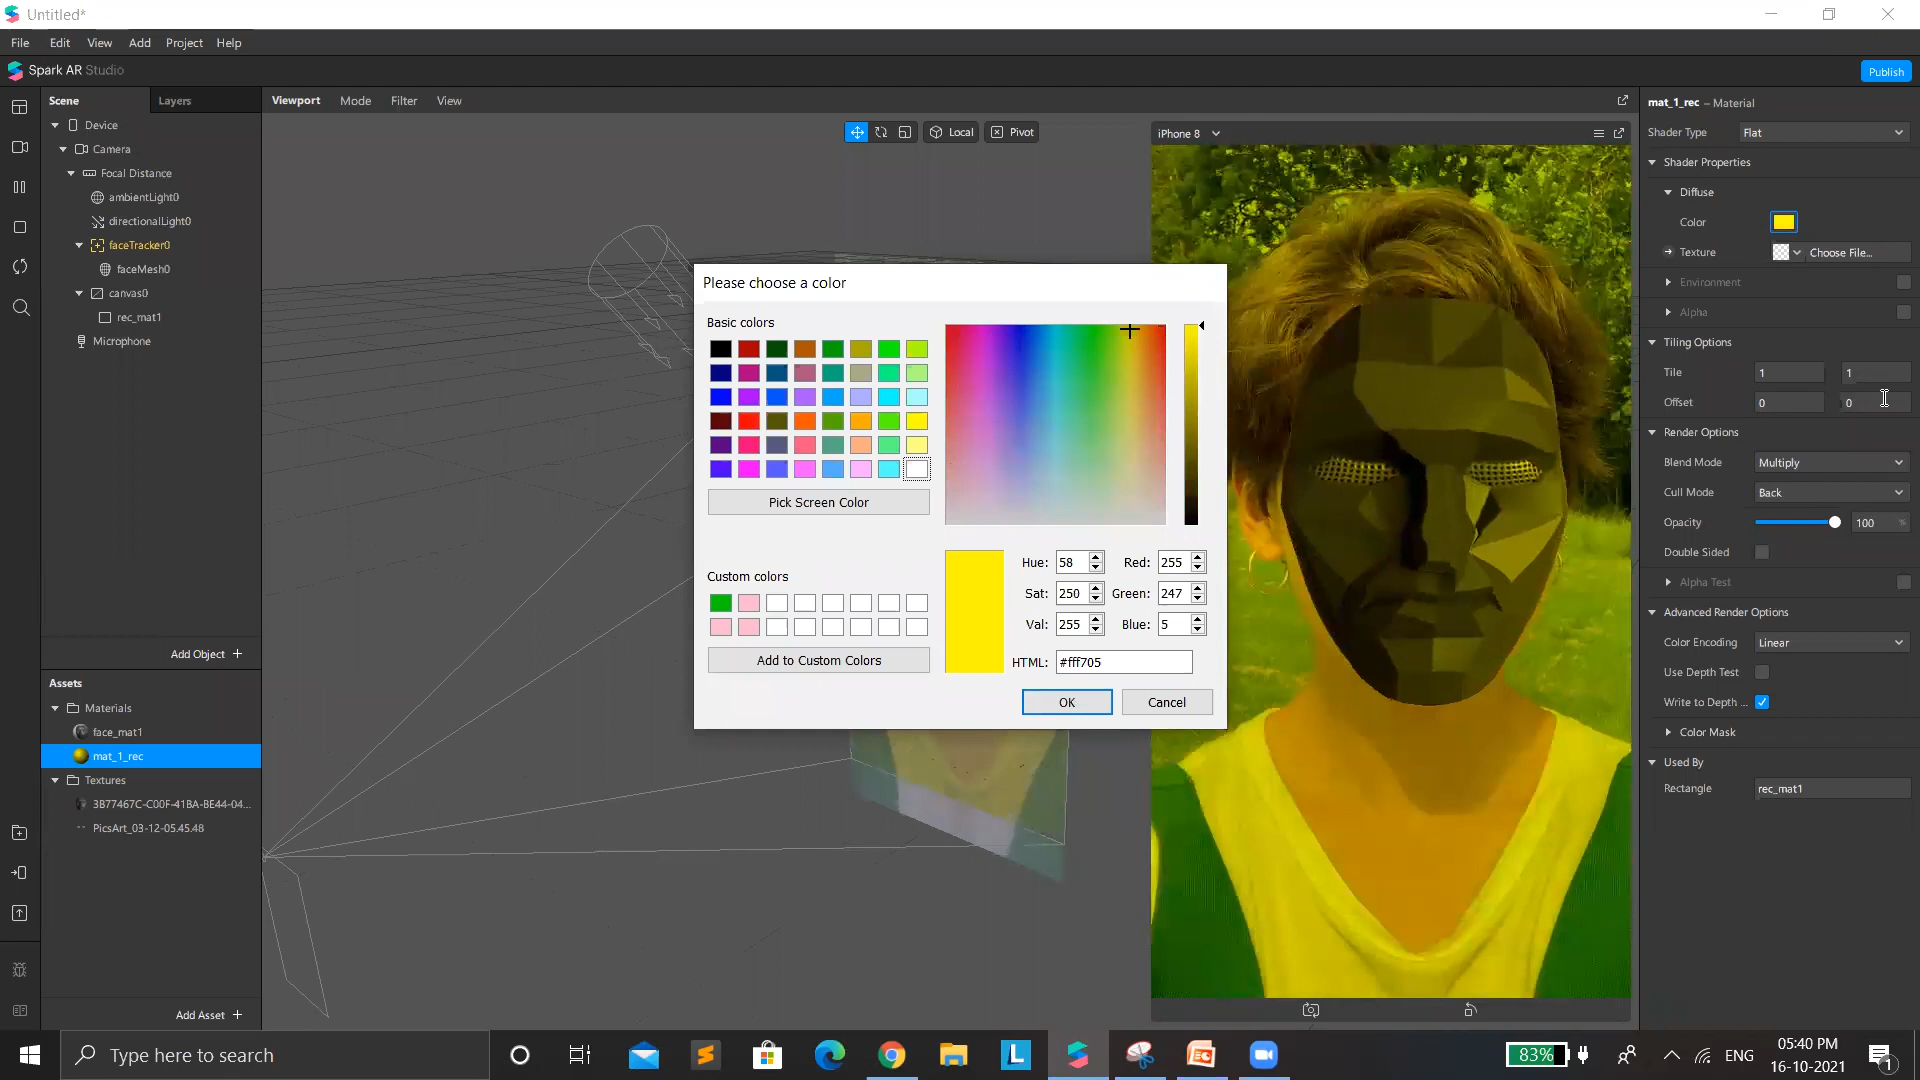 Untitled*
File Edit View Add Project Help
Spark AR Studio
Publish
Scene Layers
Device
Camera
Focal Distance
ambientLight0
directionalLight0
faceTracker0
faceMesh0
canvas0
rec_mat1
Microphone
Add Object +
Assets
Materials
face_mat1
mat_1_rec
Textures
3B77467C-C00F-41BA-BE44-04...
PicsArt_03-12-05.45.48
Add Asset +
Viewport Mode Filter View
Local Pivot
iPhone 8
Please choose a color
Basic colors
Pick Screen Color
Custom colors
Add to Custom Colors
Hue: 58 Red: 255
Sat: 250 Green: 247
Val: 255 Blue: 5
HTML: #fff705
OK Cancel
mat_1_rec – Material
Shader Type Flat
Shader Properties
Diffuse
Color
Texture Choose File...
Environment
Alpha
Tiling Options
Tile 1 1
Offset 0 0
Render Options
Blend Mode Multiply
Cull Mode Back
Opacity 100 %
Double Sided
Alpha Test
Advanced Render Options
Color Encoding Linear
Use Depth Test
Write to Depth ...
Color Mask
Used By
Rectangle rec_mat1
Type here to search
L
83%
ENG
05:40 PM
16-10-2021
1